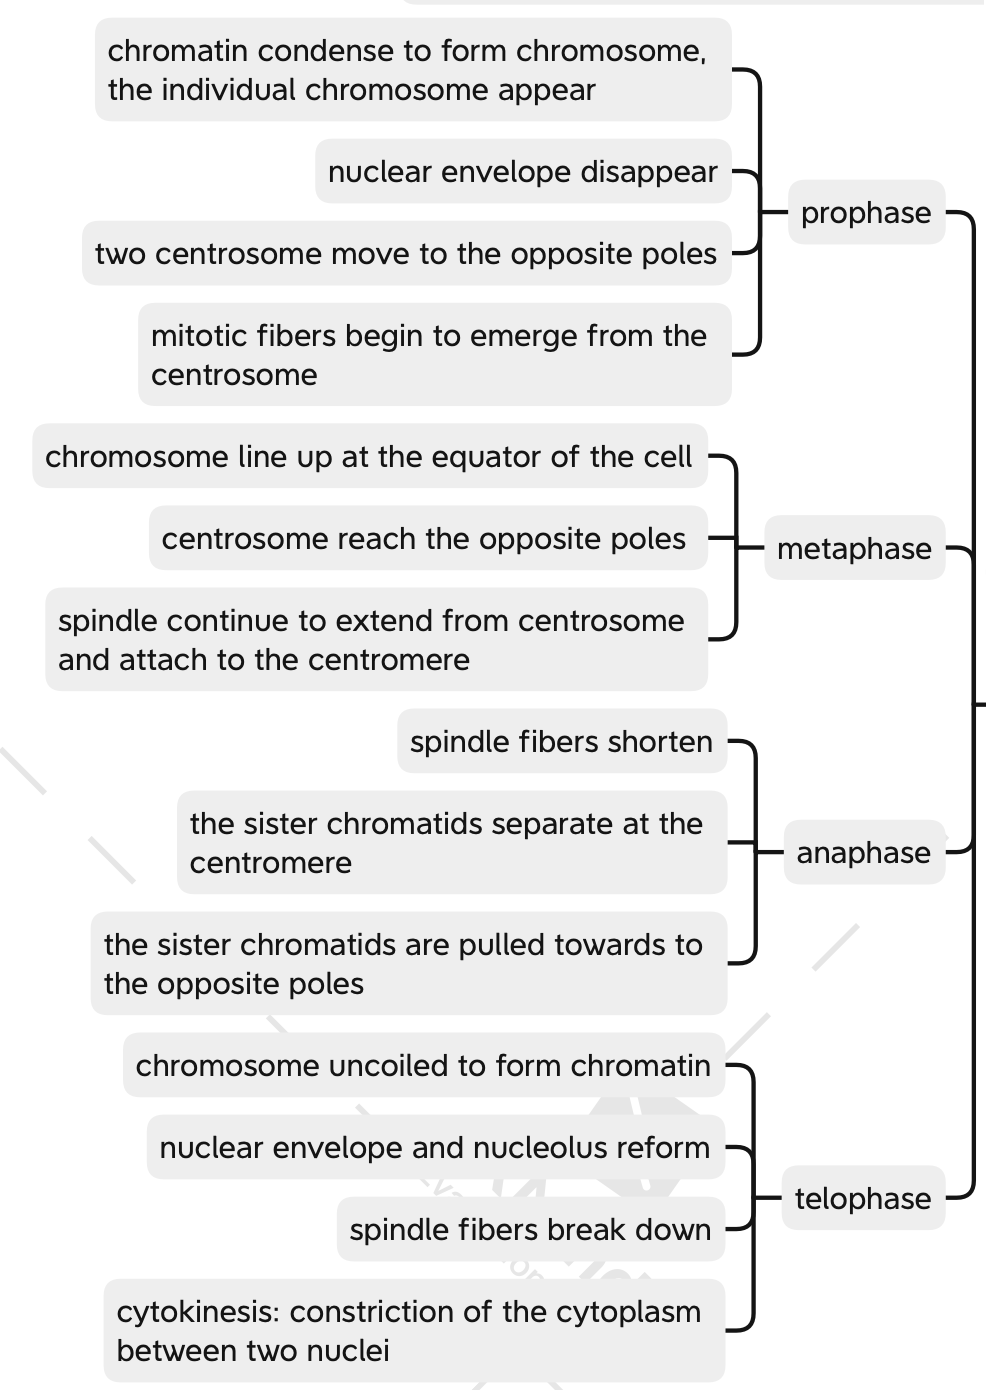 chromatin condense to form chromosome,
the individual chromosome appear
nuclear envelope disappear
two centrosome move to the opposite poles
mitotic fibers begin to emerge from the
centrosome
prophase
chromosome line up at the equator of the cell
centrosome reach the opposite poles
spindle continue to extend from centrosome
and attach to the centromere
metaphase
spindle fibers shorten
the sister chromatids separate at the
centromere
the sister chromatids are pulled towards to
the opposite poles
anaphase
chromosome uncoiled to form chromatin
nuclear envelope and nucleolus reform
spindle fibers break down
cytokinesis: constriction of the cytoplasm
between two nuclei
telophase